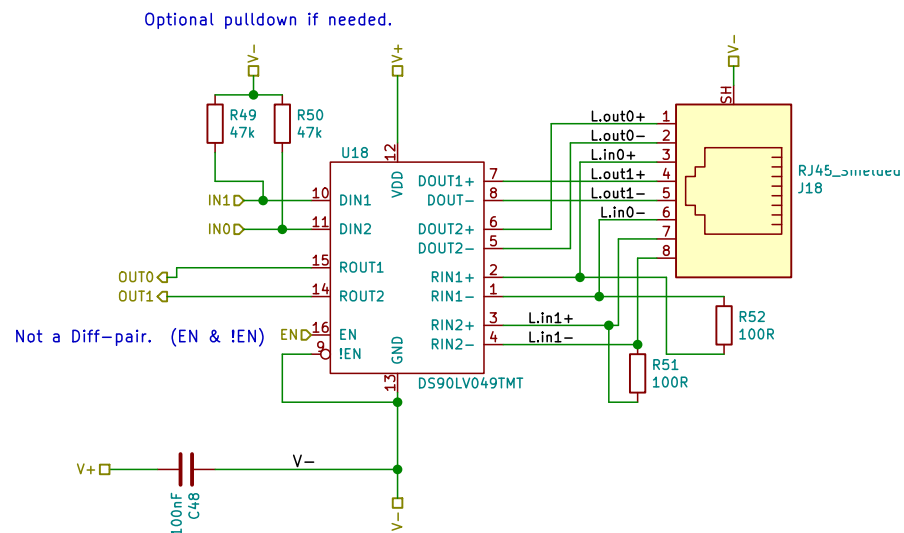 Optional pulldown if needed.
V-
V+
V-
R49
47k
R50
47k
U18
12
VDD
SH
L.out0+
1
L.out0-
2
L.in0+
3
L.out1+
4
L.out1-
5
L.in0-
6
7
8
RJ45_Shielded
J18
IN1
10
DIN1
DOUT1+
7
DOUT-
8
IN0
11
DIN2
DOUT2+
6
DOUT2-
5
OUT0
15
ROUT1
RIN1+
2
OUT1
14
ROUT2
RIN1-
1
Not a Diff-pair.  (EN & !EN)
EN
16
EN
RIN2+
3
L.in1+
9
!EN
RIN2-
4
L.in1-
GND
13
DS90LV049TMT
R52
100R
R51
100R
V+
100nF
C48
V-
V-